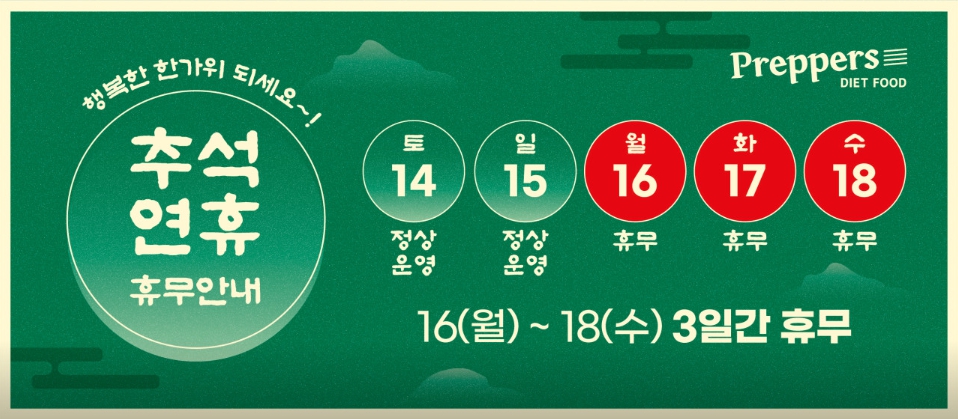 행복한 한가위 되세요~!
추석
연휴
휴무안내
Preppers
DIET FOOD
토 일 월 화 수
14 15 16 17 18
정상 정상 휴무 휴무 휴무
운영 운영
16(월) ~ 18(수) 3일간 휴무